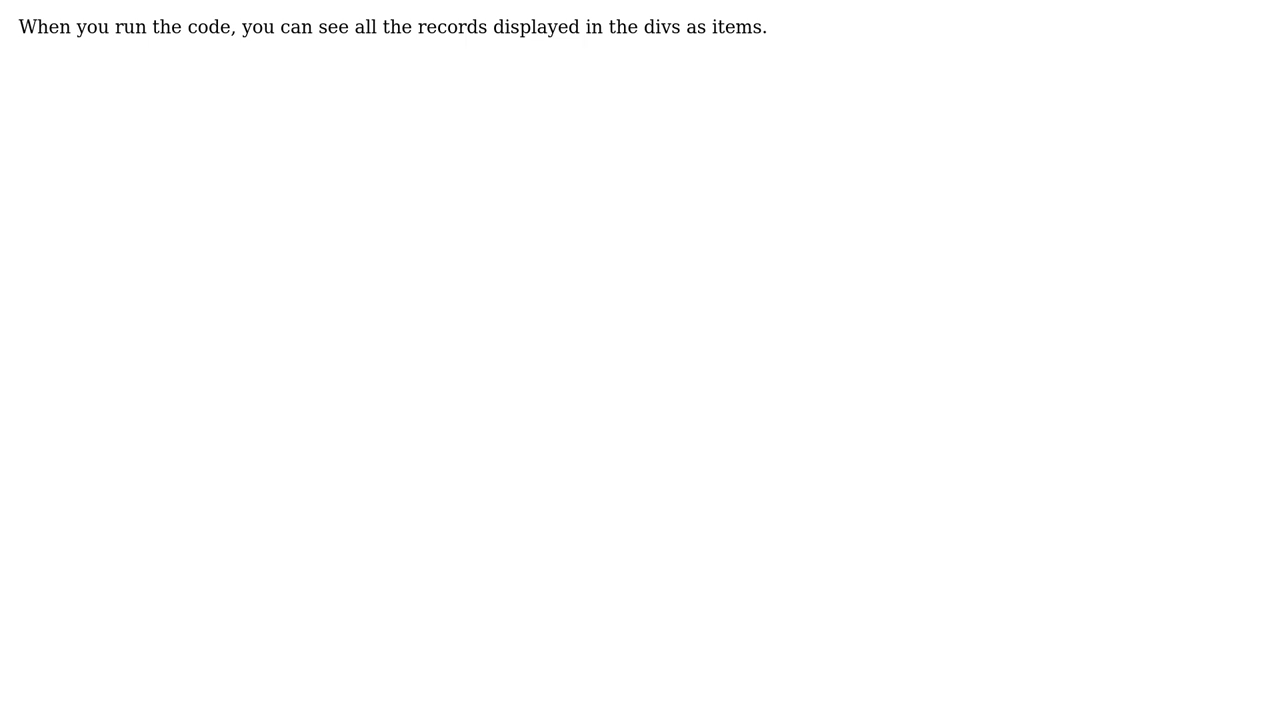 When you run the code, you can see all the records displayed in the divs as items.